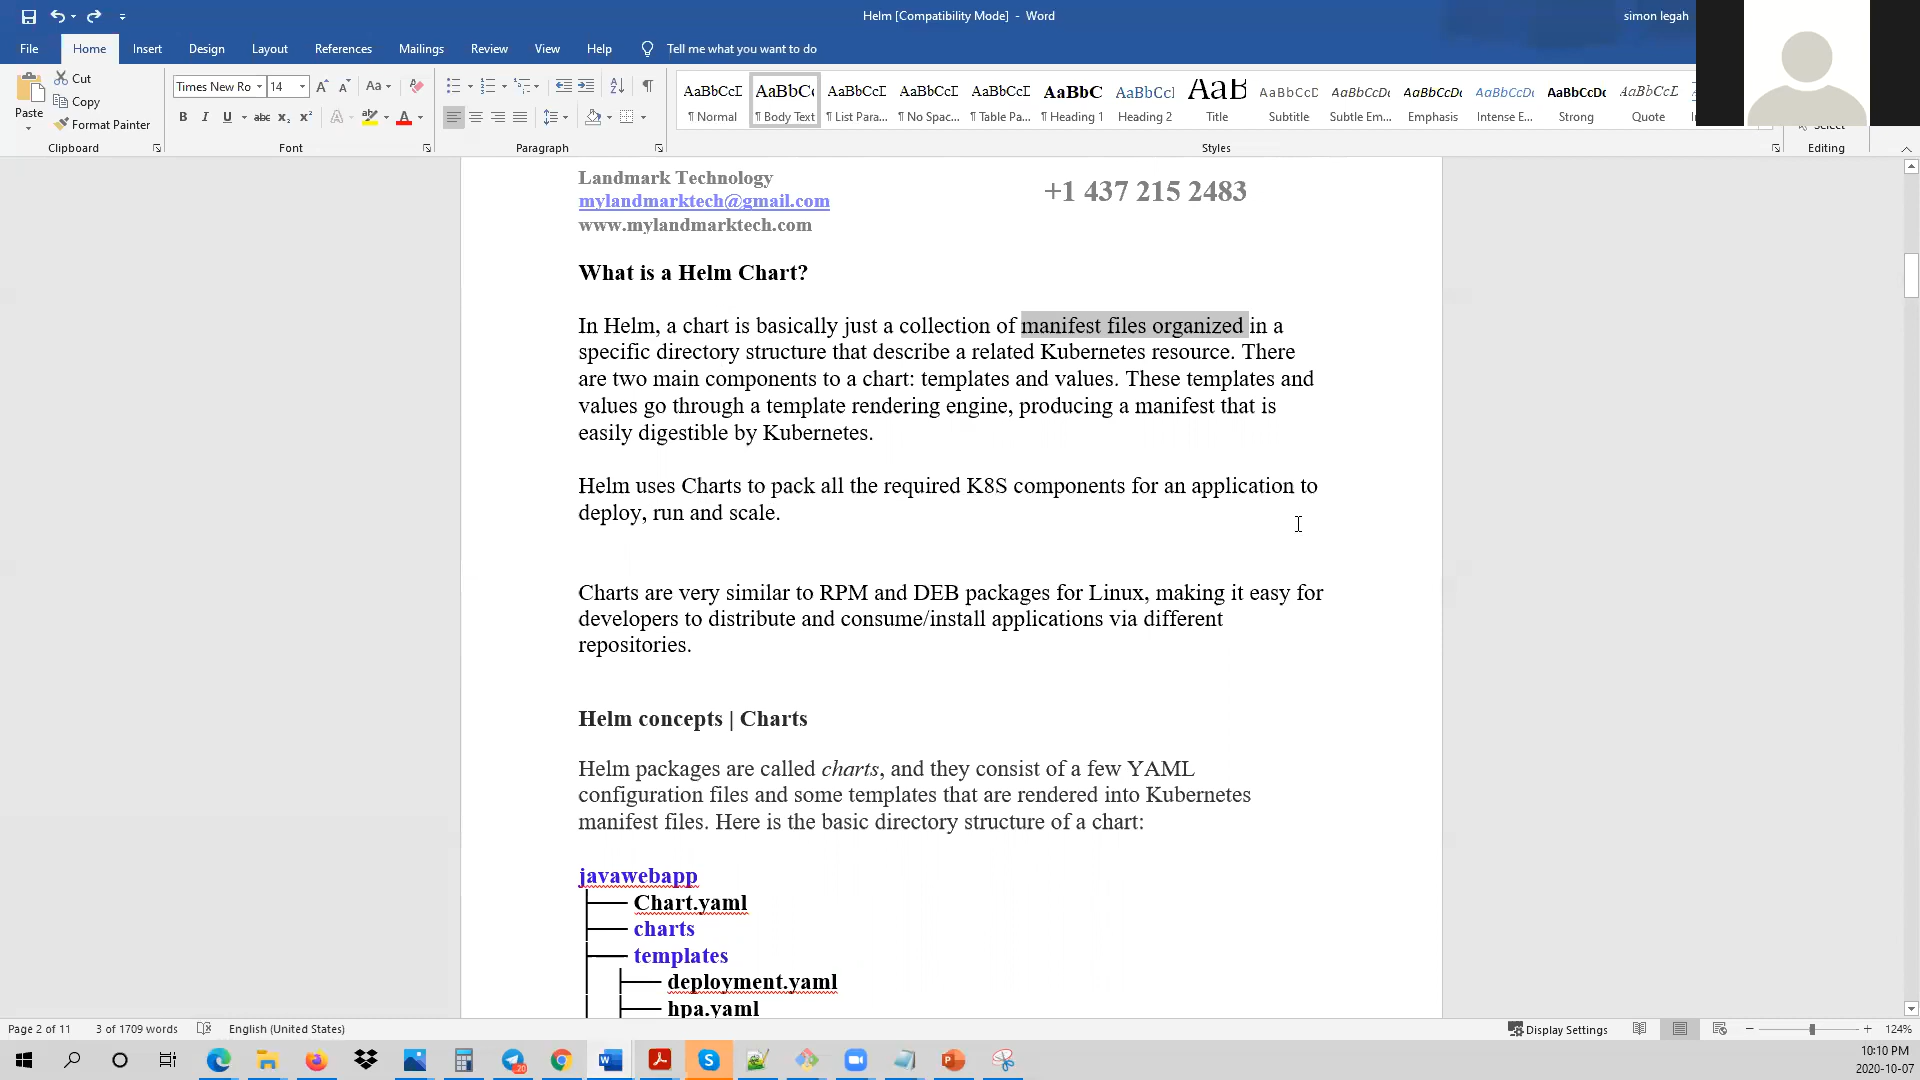 Helm [Compatibility Mode] - Word
simon legah
File Home Insert Design Layout References Mailings Review View Help Tell me what you want to do
Paste
Cut
Copy
Format Painter
Clipboard
Times New Ro 14
Font
Paragraph
AaBbCcD AaBbCc AaBbCcD AaBbCcD AaBbCcD AaBbC AaBbCcI AaB AaBbCcD AaBbCcDc AaBbCcDc AaBbCcDc AaBbCcDc AaBbCcD
¶ Normal ¶ Body Text ¶ List Para... ¶ No Spac... ¶ Table Pa... ¶ Heading 1 Heading 2 Title Subtitle Subtle Em... Emphasis Intense E... Strong Quote
Styles
Select
Editing
Landmark Technology
mylandmarktech@gmail.com
www.mylandmarktech.com
+1 437 215 2483
What is a Helm Chart?
In Helm, a chart is basically just a collection of manifest files organized in a
specific directory structure that describe a related Kubernetes resource. There
are two main components to a chart: templates and values. These templates and
values go through a template rendering engine, producing a manifest that is
easily digestible by Kubernetes.
Helm uses Charts to pack all the required K8S components for an application to
deploy, run and scale.
Charts are very similar to RPM and DEB packages for Linux, making it easy for
developers to distribute and consume/install applications via different
repositories.
Helm concepts | Charts
Helm packages are called charts, and they consist of a few YAML
configuration files and some templates that are rendered into Kubernetes
manifest files. Here is the basic directory structure of a chart:
javawebapp
├── Chart.yaml
├── charts
├── templates
│ ├── deployment.yaml
│ ├── hpa.yaml
Page 2 of 11 3 of 1709 words English (United States) Display Settings 124%
10:10 PM
2020-10-07